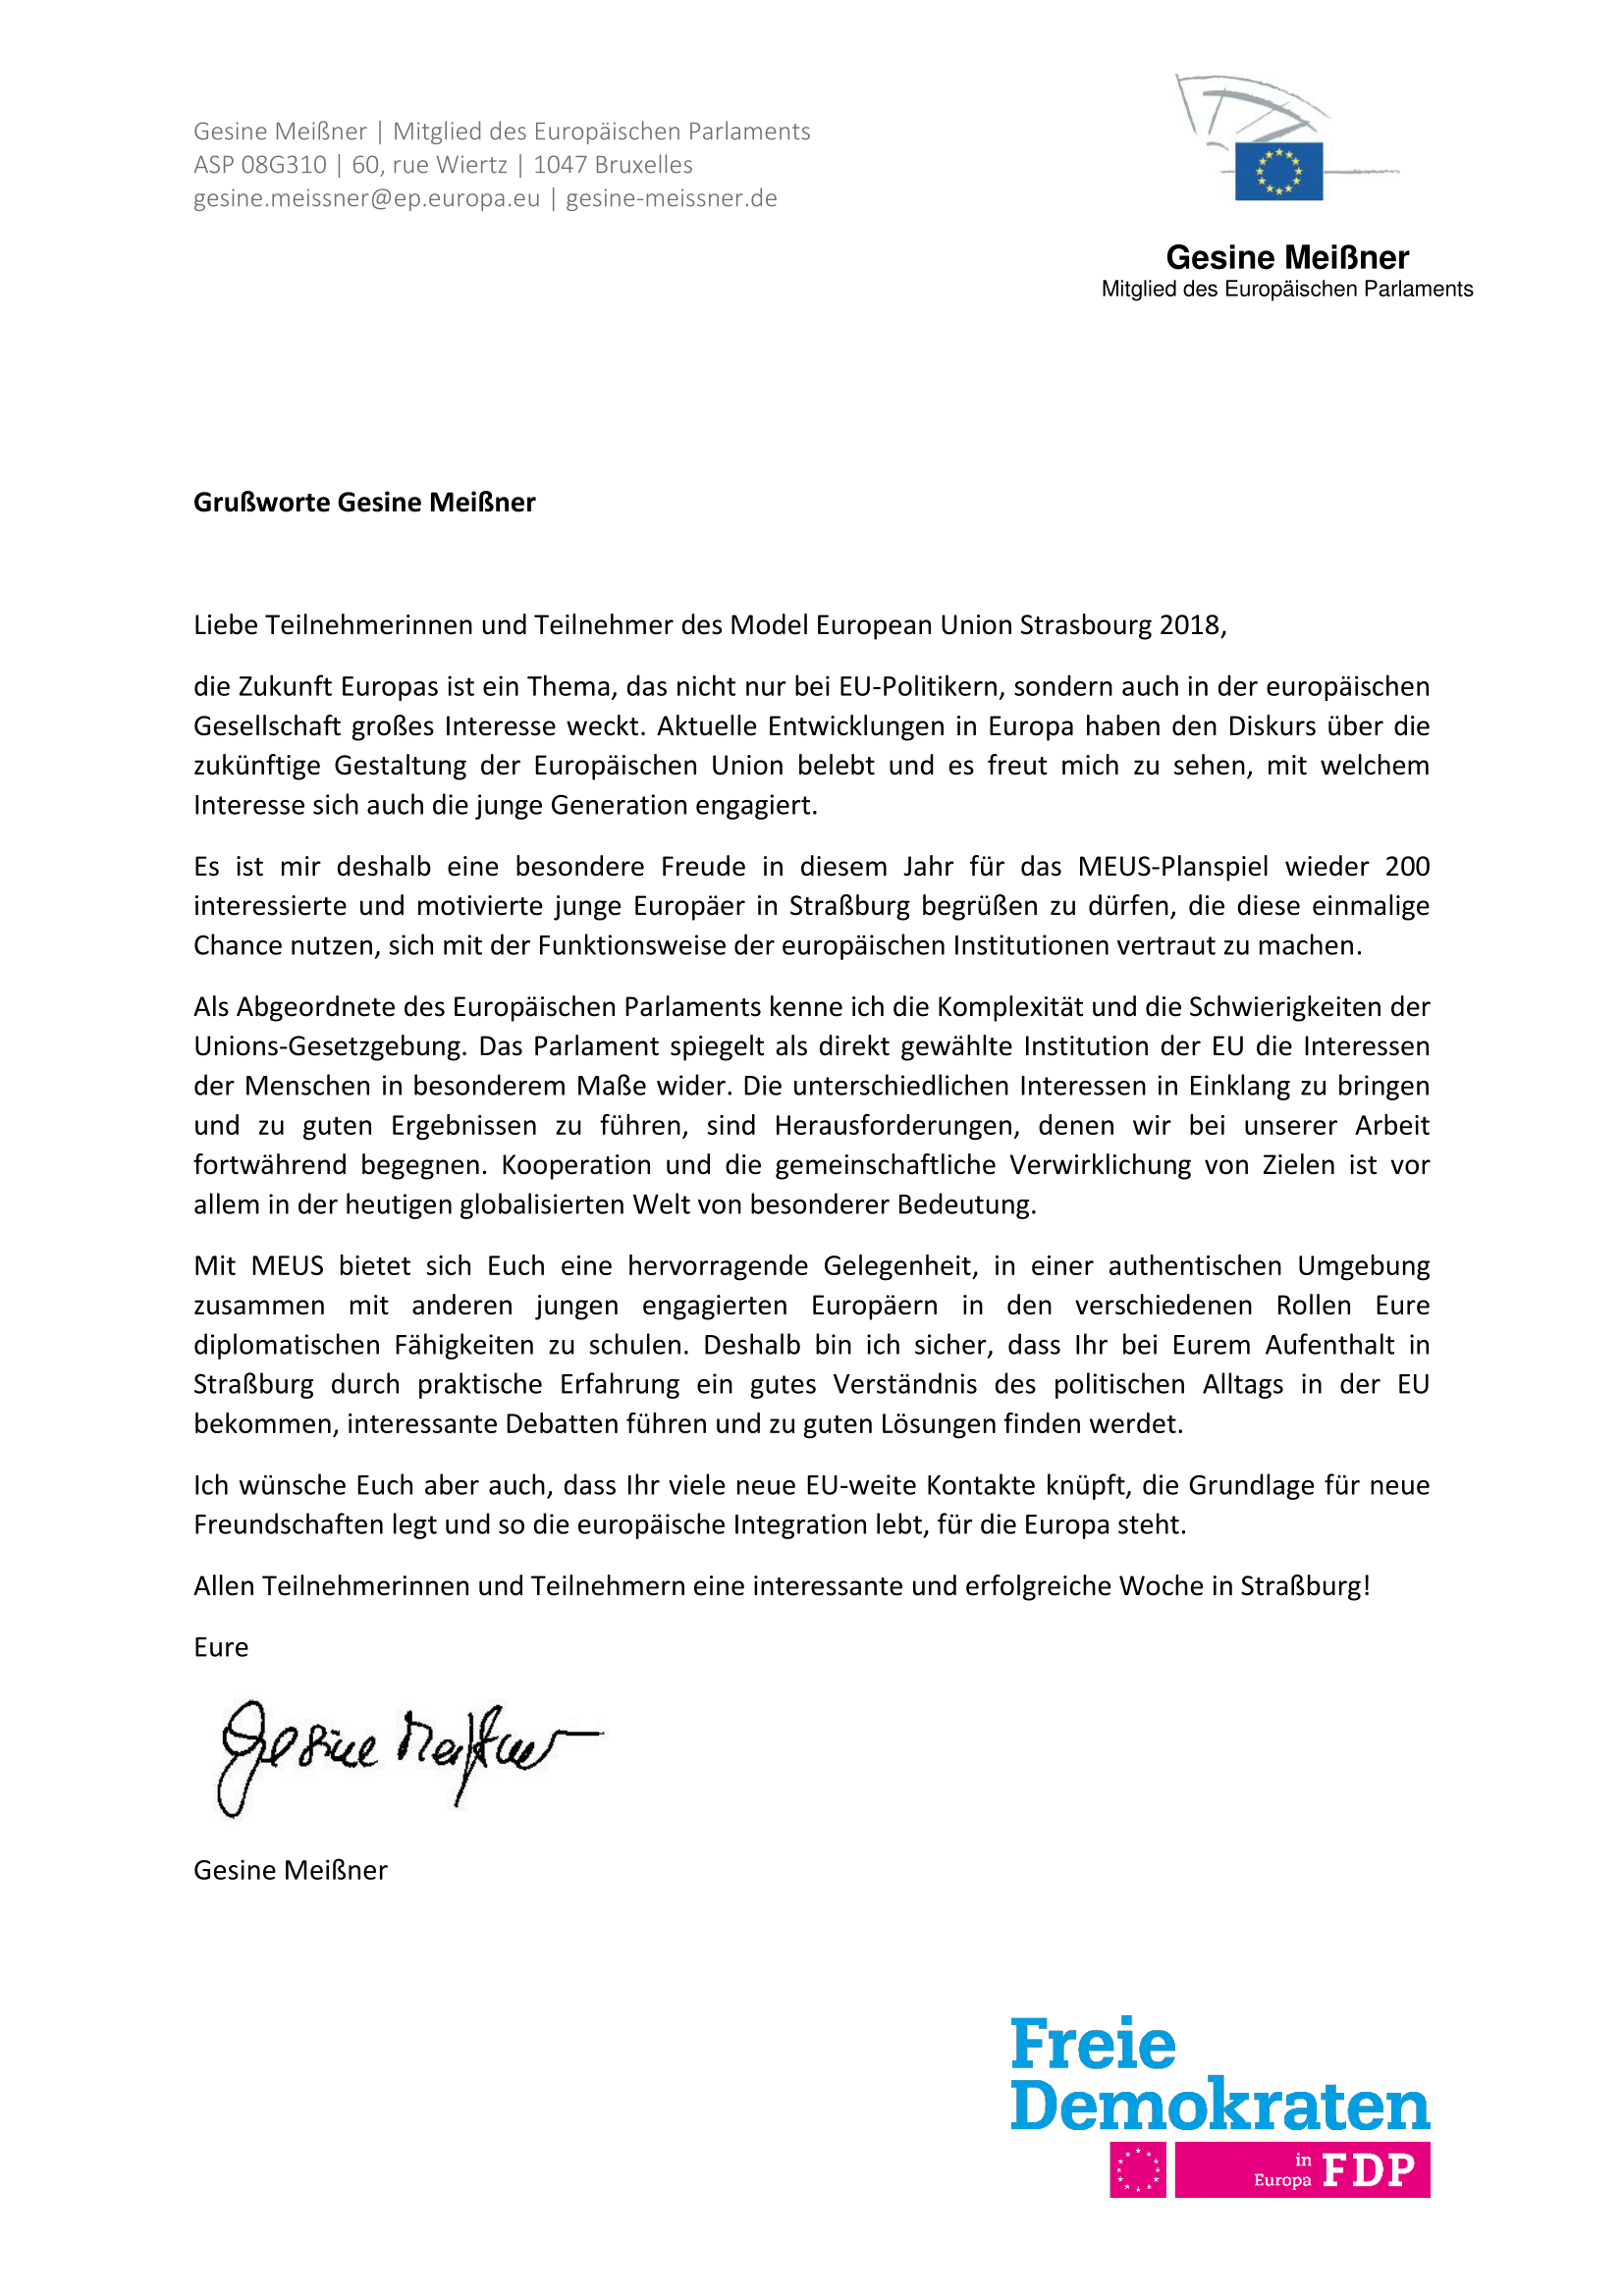 Gesine Meißner | Mitglied des Europäischen Parlaments
ASP 08G310 | 60, rue Wiertz | 1047 Bruxelles
gesine.meissner@ep.europa.eu | gesine-meissner.de
Gesine Meißner
Mitglied des Europäischen Parlaments
Grußworte Gesine Meißner
Liebe Teilnehmerinnen und Teilnehmer des Model European Union Strasbourg 2018,
die Zukunft Europas ist ein Thema, das nicht nur bei EU-Politikern, sondern auch in der europäischen
Gesellschaft großes Interesse weckt. Aktuelle Entwicklungen in Europa haben den Diskurs über die
zukünftige Gestaltung der Europäischen Union belebt und es freut mich zu sehen, mit welchem
Interesse sich auch die junge Generation engagiert.
Es ist mir deshalb eine besondere Freude in diesem Jahr für das MEUS-Planspiel wieder 200
interessierte und motivierte junge Europäer in Straßburg begrüßen zu dürfen, die diese einmalige
Chance nutzen, sich mit der Funktionsweise der europäischen Institutionen vertraut zu machen.
Als Abgeordnete des Europäischen Parlaments kenne ich die Komplexität und die Schwierigkeiten der
Unions-Gesetzgebung. Das Parlament spiegelt als direkt gewählte Institution der EU die Interessen
der Menschen in besonderem Maße wider. Die unterschiedlichen Interessen in Einklang zu bringen
und zu guten Ergebnissen zu führen, sind Herausforderungen, denen wir bei unserer Arbeit
fortwährend begegnen. Kooperation und die gemeinschaftliche Verwirklichung von Zielen ist vor
allem in der heutigen globalisierten Welt von besonderer Bedeutung.
Mit MEUS bietet sich Euch eine hervorragende Gelegenheit, in einer authentischen Umgebung
zusammen mit anderen jungen engagierten Europäern in den verschiedenen Rollen Eure
diplomatischen Fähigkeiten zu schulen. Deshalb bin ich sicher, dass Ihr bei Eurem Aufenthalt in
Straßburg durch praktische Erfahrung ein gutes Verständnis des politischen Alltags in der EU
bekommen, interessante Debatten führen und zu guten Lösungen finden werdet.
Ich wünsche Euch aber auch, dass Ihr viele neue EU-weite Kontakte knüpft, die Grundlage für neue
Freundschaften legt und so die europäische Integration lebt, für die Europa steht.
Allen Teilnehmerinnen und Teilnehmern eine interessante und erfolgreiche Woche in Straßburg!
Eure
Gesine Meißner
Gesine Meißner
Freie
Demokraten
in
Europa FDP